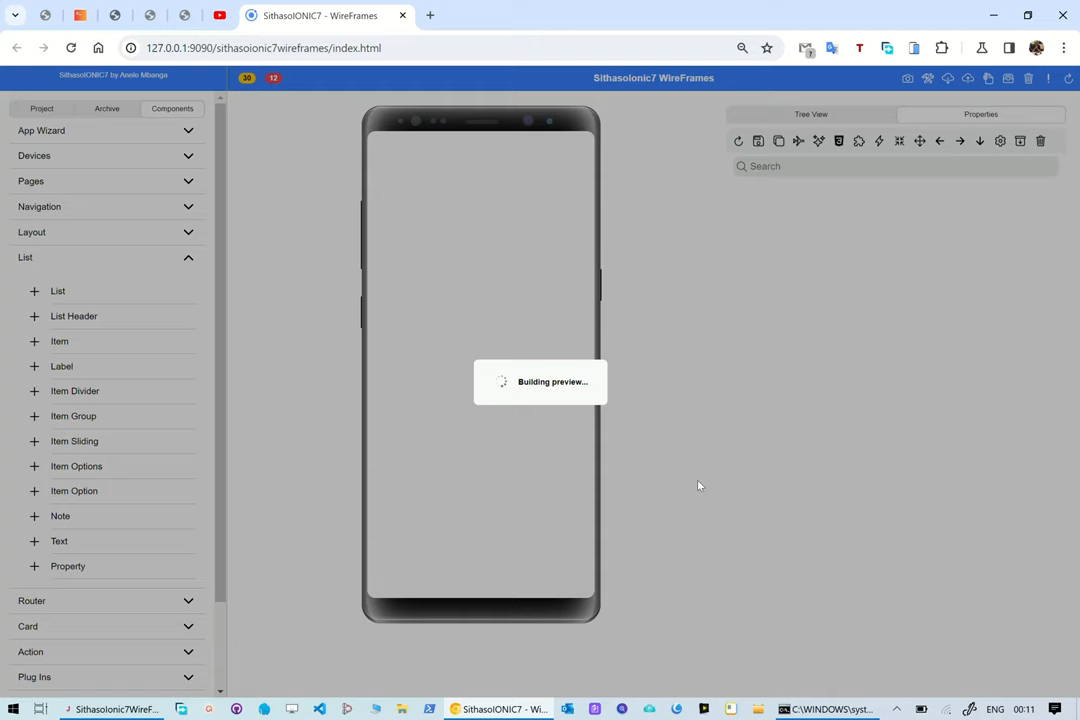 SithasoIONIC7 - WireFrames
127.0.0.1:9090/sithasoionic7wireframes/index.html
SithasoIONIC7 by Anelo Mbanga
30
12
SithasoIonic7 WireFrames
Project
Archive
Components
Tree View
Properties
App Wizard
Devices
Search
Pages
Navigation
Layout
List
List
List Header
Item
Label
Building preview...
Item Divider
Item Group
Item Sliding
Item Options
Item Option
Note
Text
Property
Router
Card
Action
Plug Ins
SithasoIonic7WireF...
SithasoIONIC7 - Wi...
C:\WINDOWS\syst...
ENG
00:11